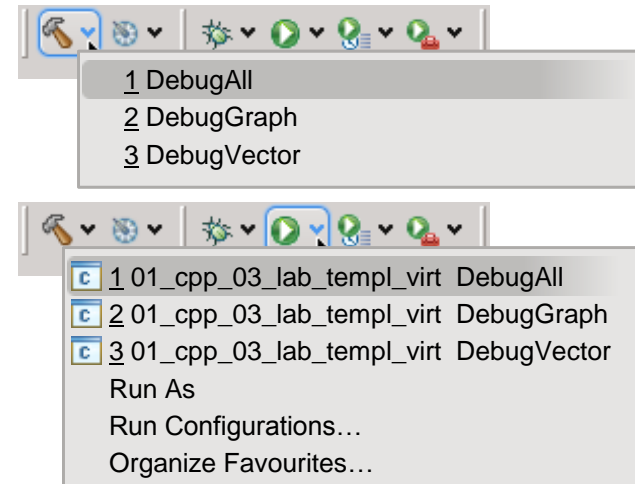 1 DebugAll
2 DebugGraph
3 DebugVector
c 1 01_cpp_03_lab_templ_virt DebugAll
c 2 01_cpp_03_lab_templ_virt DebugGraph
c 3 01_cpp_03_lab_templ_virt DebugVector
Run As
Run Configurations…
Organize Favourites…